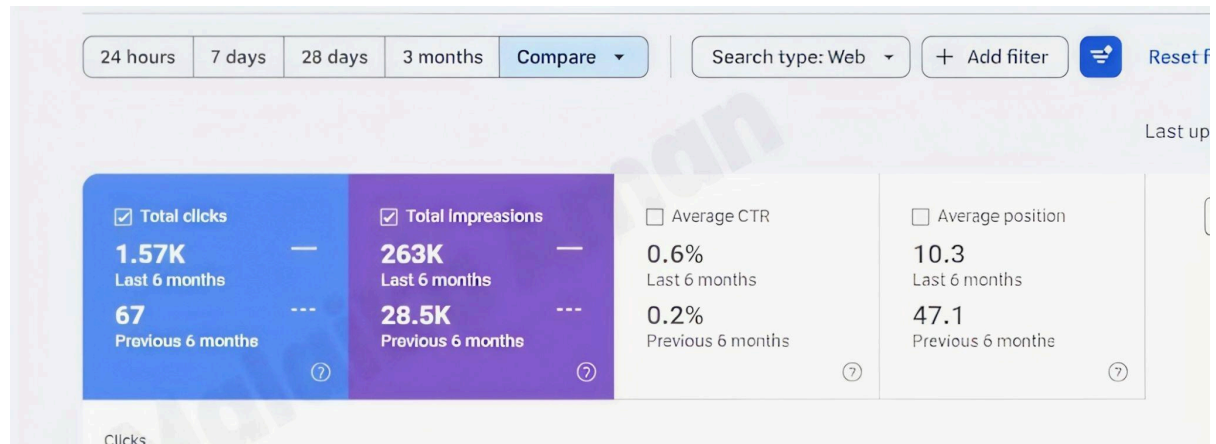 24 hours 7 days 28 days 3 months Compare Search type: Web + Add filter Reset f
Last up
Total clicks Total Impreasions Average CTR Average position
1.57K 263K 0.6% 10.3
Last 6 months Last 6 months Last 6 months Last 6 months
67 28.5K 0.2% 47.1
Previous 6 months Previous 6 months Previous 6 months Previous 6 months
Clicks